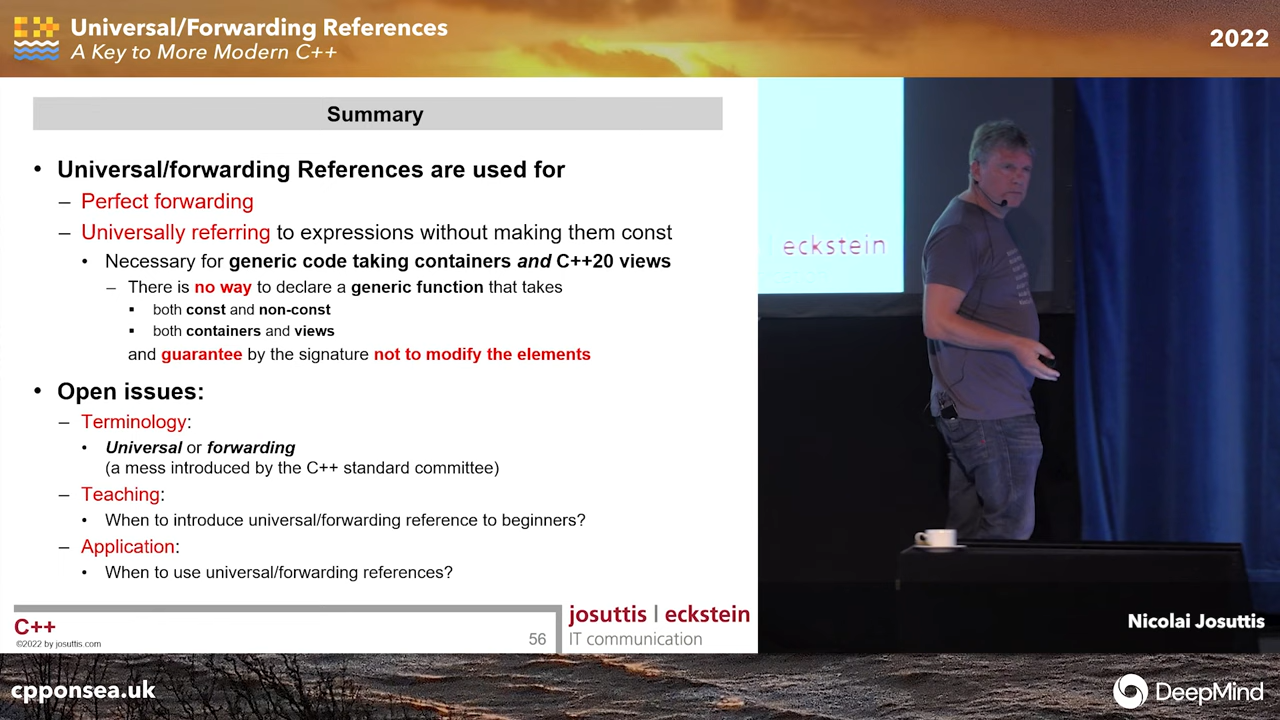 Universal/Forwarding References
A Key to More Modern C++
2022
Summary
• Universal/forwarding References are used for
– Perfect forwarding
– Universally referring to expressions without making them const
• Necessary for generic code taking containers and C++20 views
– There is no way to declare a generic function that takes
▪ both const and non-const
▪ both containers and views
and guarantee by the signature not to modify the elements
• Open issues:
– Terminology:
• Universal or forwarding
(a mess introduced by the C++ standard committee)
– Teaching:
• When to introduce universal/forwarding reference to beginners?
– Application:
• When to use universal/forwarding references?
C++
©2022 by josuttis.com
56
josuttis | eckstein
IT communication
| eckstein
Nicolai Josuttis
cpponsea.uk
DeepMind